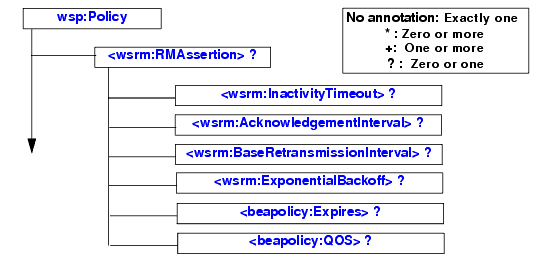 wsp:Policy
No annotation: Exactly one
* : Zero or more
+: One or more
? : Zero or one
<wsrm:RMAssertion> ?
<wsrm:InactivityTimeout> ?
<wsrm:AcknowledgementInterval> ?
<wsrm:BaseRetransmissionInterval> ?
<wsrm:ExponentialBackoff> ?
<beapolicy:Expires> ?
<beapolicy:QOS> ?